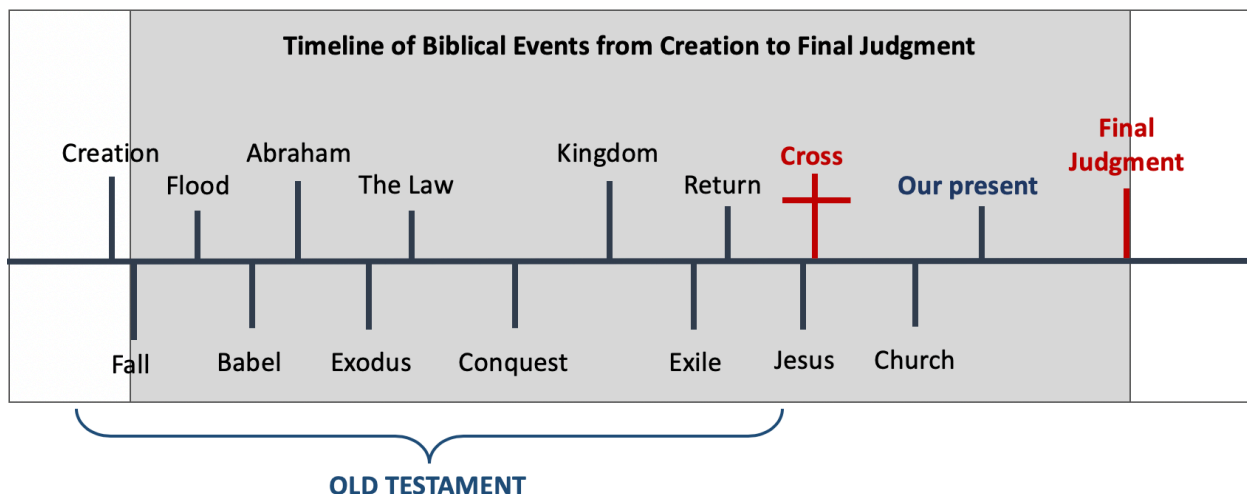 Timeline of Biblical Events from Creation to Final Judgment
Creation
Flood
Abraham
The Law
Kingdom
Return
Cross
Our present
Final
Judgment
Fall
Babel
Exodus
Conquest
Exile
Jesus
Church
OLD TESTAMENT